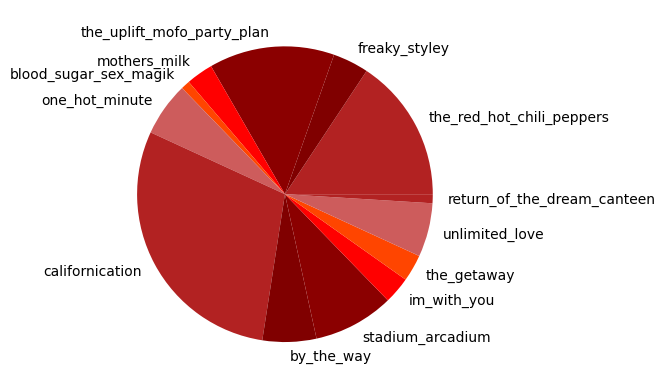 the_uplift_mofo_party_plan
freaky_styley
mothers_milk
blood_sugar_sex_magik
one_hot_minute
the_red_hot_chili_peppers
return_of_the_dream_canteen
unlimited_love
californication
the_getaway
im_with_you
stadium_arcadium
by_the_way